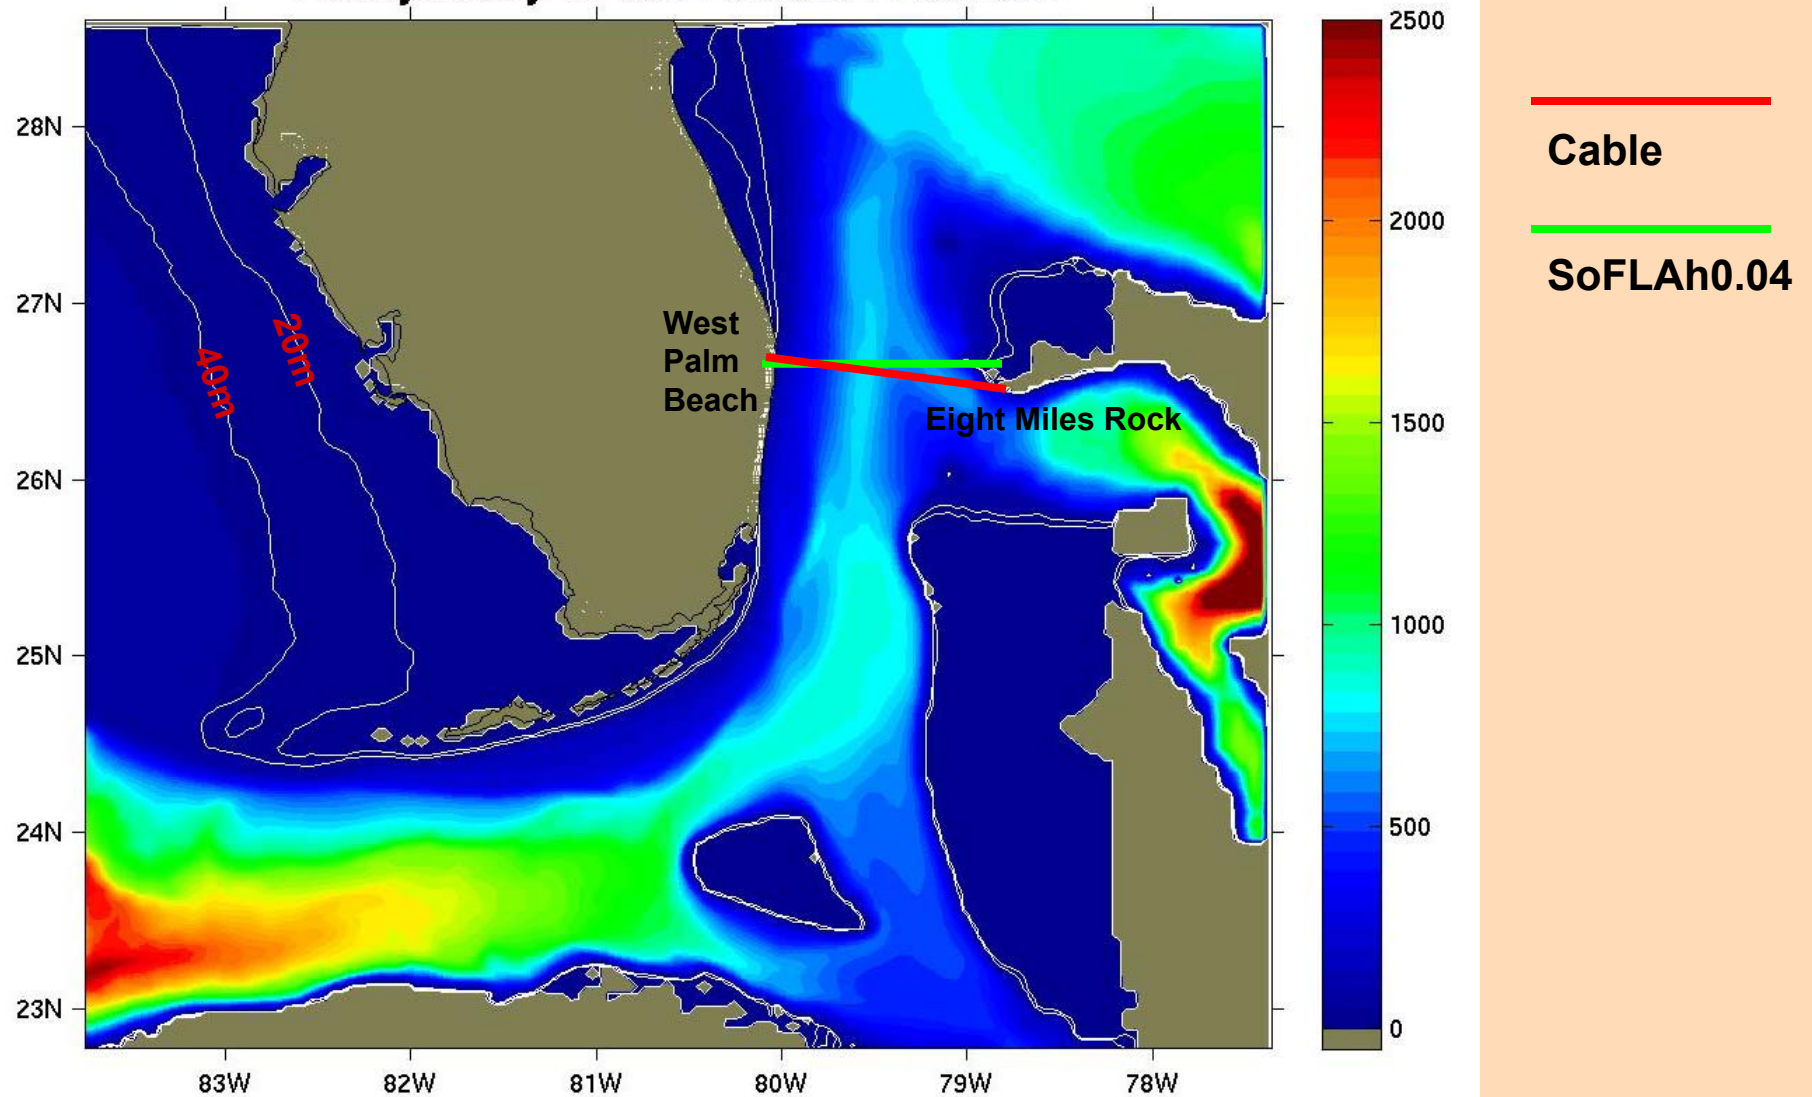 2500
2000
1500
1000
500
0
28N
27N
26N
25N
24N
23N
83W
82W
81W
80W
79W
78W
40m
20m
West
Palm
Beach
Eight Miles Rock
Cable
SoFLAh0.04